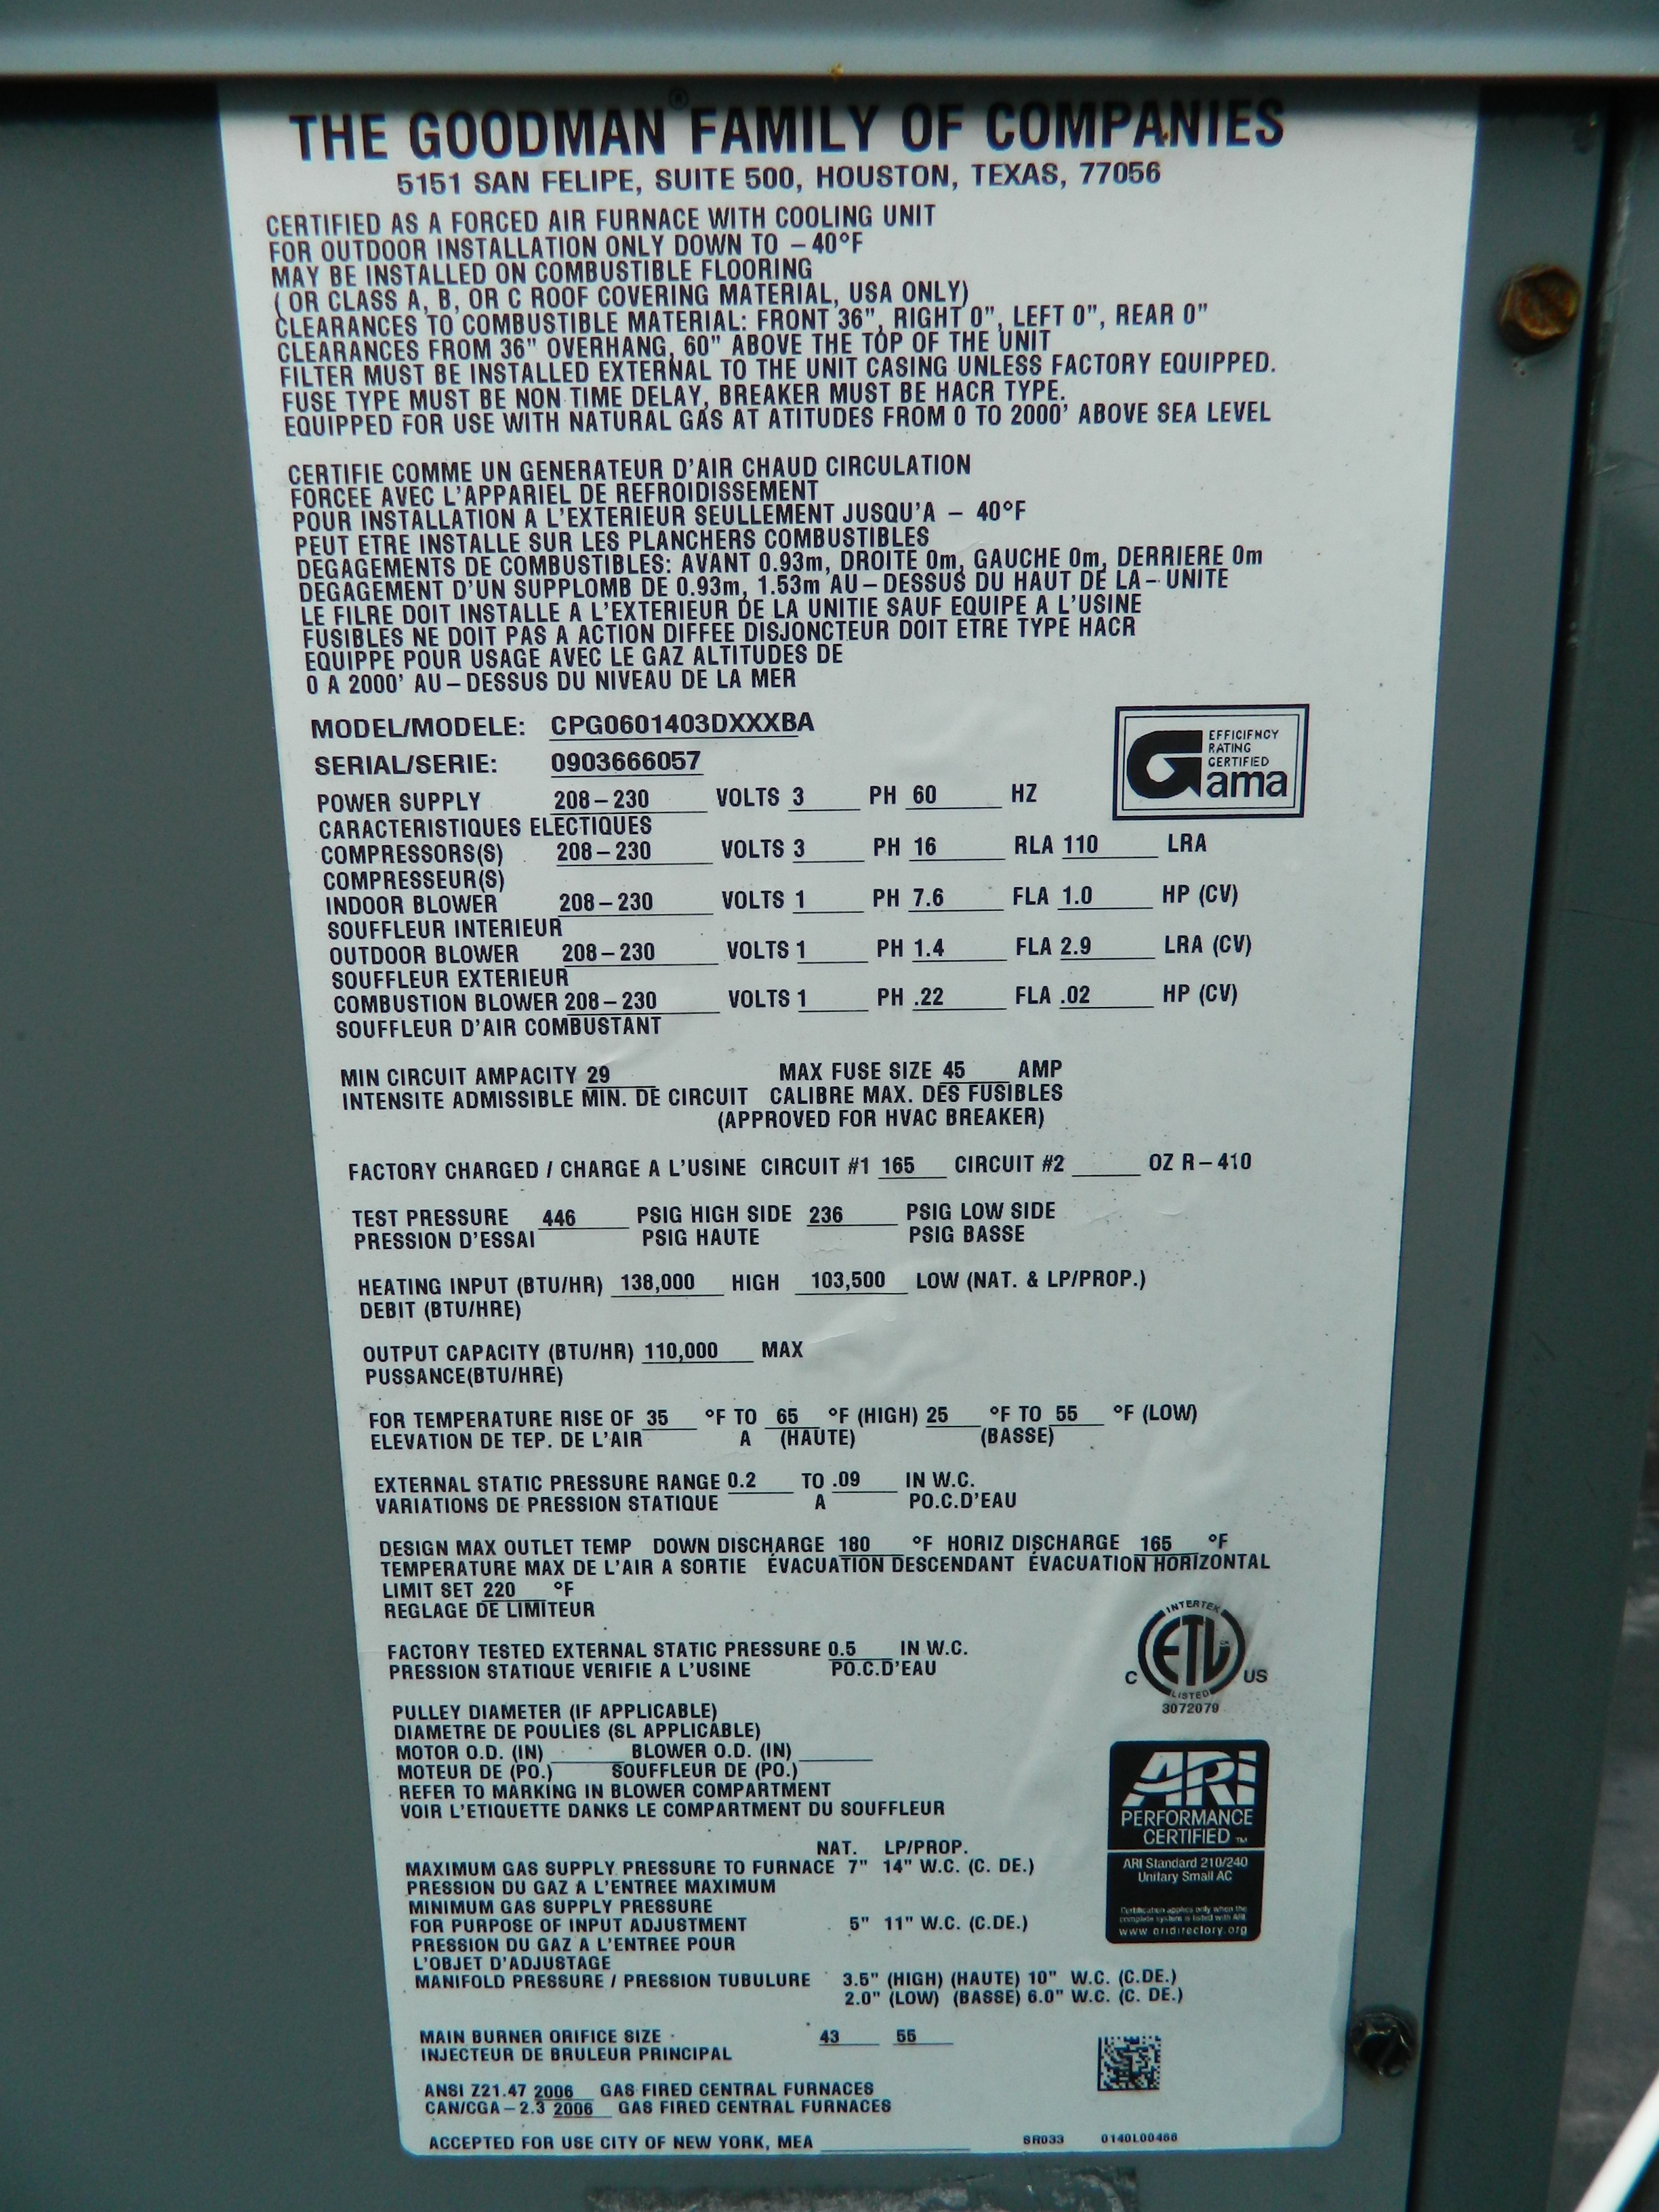 THE GOODMAN® FAMILY OF COMPANIES
5151 SAN FELIPE, SUITE 500, HOUSTON, TEXAS, 77056
CERTIFIED AS A FORCED AIR FURNACE WITH COOLING UNIT
FOR OUTDOOR INSTALLATION ONLY DOWN TO -40°F
MAY BE INSTALLED ON COMBUSTIBLE FLOORING
( OR CLASS A, B, OR C ROOF COVERING MATERIAL, USA ONLY)
CLEARANCES TO COMBUSTIBLE MATERIAL: FRONT 36", RIGHT 0", LEFT 0", REAR 0"
CLEARANCES FROM 36" OVERHANG, 60" ABOVE THE TOP OF THE UNIT
FILTER MUST BE INSTALLED EXTERNAL TO THE UNIT CASING UNLESS FACTORY EQUIPPED.
FUSE TYPE MUST BE NON TIME DELAY, BREAKER MUST BE HACR TYPE.
EQUIPPED FOR USE WITH NATURAL GAS AT ATITUDES FROM 0 TO 2000' ABOVE SEA LEVEL
CERTIFIE COMME UN GENERATEUR D'AIR CHAUD CIRCULATION
FORCEE AVEC L'APPARIEL DE REFROIDISSEMENT
POUR INSTALLATION A L'EXTERIEUR SEULLEMENT JUSQU'A - 40°F
PEUT ETRE INSTALLE SUR LES PLANCHERS COMBUSTIBLES
DEGAGEMENTS DE COMBUSTIBLES: AVANT 0.93m, DROITE 0m, GAUCHE 0m, DERRIERE 0m
DEGAGEMENT D'UN SUPPLOMB DE 0.93m, 1.53m AU-DESSUS DU HAUT DE LA- UNITE
LE FILRE DOIT INSTALLE A L'EXTERIEUR DE LA UNITIE SAUF EQUIPE A L'USINE
FUSIBLES NE DOIT PAS A ACTION DIFFEE DISJONCTEUR DOIT ETRE TYPE HACR
EQUIPPE POUR USAGE AVEC LE GAZ ALTITUDES DE
0 A 2000' AU-DESSUS DU NIVEAU DE LA MER
MODEL/MODELE: CPG0601403DXXXBA
SERIAL/SERIE: 0903666057
EFFICIENCY
RATING
CERTIFIED
Gama
POWER SUPPLY 208-230 VOLTS 3 PH 60 HZ
CARACTERISTIQUES ELECTIQUES
COMPRESSORS(S) 208-230 VOLTS 3 PH 16 RLA 110 LRA
COMPRESSEUR(S)
INDOOR BLOWER 208-230 VOLTS 1 PH 7.6 FLA 1.0 HP (CV)
SOUFFLEUR INTERIEUR
OUTDOOR BLOWER 208-230 VOLTS 1 PH 1.4 FLA 2.9 LRA (CV)
SOUFFLEUR EXTERIEUR
COMBUSTION BLOWER 208-230 VOLTS 1 PH .22 FLA .02 HP (CV)
SOUFFLEUR D'AIR COMBUSTANT
MIN CIRCUIT AMPACITY 29 MAX FUSE SIZE 45 AMP
INTENSITE ADMISSIBLE MIN. DE CIRCUIT CALIBRE MAX. DES FUSIBLES
(APPROVED FOR HVAC BREAKER)
FACTORY CHARGED / CHARGE A L'USINE CIRCUIT #1 165 CIRCUIT #2 OZ R-410
TEST PRESSURE 446 PSIG HIGH SIDE 236 PSIG LOW SIDE
PRESSION D'ESSAI PSIG HAUTE PSIG BASSE
HEATING INPUT (BTU/HR) 138,000 HIGH 103,500 LOW (NAT. & LP/PROP.)
DEBIT (BTU/HRE)
OUTPUT CAPACITY (BTU/HR) 110,000 MAX
PUSSANCE(BTU/HRE)
FOR TEMPERATURE RISE OF 35 °F TO 65 °F (HIGH) 25 °F TO 55 °F (LOW)
ELEVATION DE TEP. DE L'AIR A (HAUTE) (BASSE)
EXTERNAL STATIC PRESSURE RANGE 0.2 TO .09 IN W.C.
VARIATIONS DE PRESSION STATIQUE A PO.C.D'EAU
DESIGN MAX OUTLET TEMP DOWN DISCHARGE 180 °F HORIZ DISCHARGE 165 °F
TEMPERATURE MAX DE L'AIR A SORTIE ÉVACUATION DESCENDANT ÉVACUATION HORIZONTAL
LIMIT SET 220 °F
REGLAGE DE LIMITEUR
FACTORY TESTED EXTERNAL STATIC PRESSURE 0.5 IN W.C.
PRESSION STATIQUE VERIFIE A L'USINE PO.C.D'EAU
INTERTEK
C ETL US
LISTED
3072079
PULLEY DIAMETER (IF APPLICABLE)
DIAMETRE DE POULIES (SL APPLICABLE)
MOTOR O.D. (IN) BLOWER O.D. (IN)
MOTEUR DE (PO.) SOUFFLEUR DE (PO.)
REFER TO MARKING IN BLOWER COMPARTMENT
VOIR L'ETIQUETTE DANKS LE COMPARTMENT DU SOUFFLEUR
ARI
PERFORMANCE
CERTIFIED ™
ARI Standard 210/240
Unitary Small AC
Certification applies only when the
complete system is listed with ARI.
www.aridirectory.org
NAT. LP/PROP.
MAXIMUM GAS SUPPLY PRESSURE TO FURNACE 7" 14" W.C. (C. DE.)
PRESSION DU GAZ A L'ENTREE MAXIMUM
MINIMUM GAS SUPPLY PRESSURE
FOR PURPOSE OF INPUT ADJUSTMENT 5" 11" W.C. (C.DE.)
PRESSION DU GAZ A L'ENTREE POUR
L'OBJET D'ADJUSTAGE
MANIFOLD PRESSURE / PRESSION TUBULURE 3.5" (HIGH) (HAUTE) 10" W.C. (C.DE.)
2.0" (LOW) (BASSE) 6.0" W.C. (C. DE.)
MAIN BURNER ORIFICE SIZE 43 55
INJECTEUR DE BRULEUR PRINCIPAL
ANSI Z21.47 2006 GAS FIRED CENTRAL FURNACES
CAN/CGA-2.3 2006 GAS FIRED CENTRAL FURNACES
ACCEPTED FOR USE CITY OF NEW YORK, MEA
SR033 0140L00466